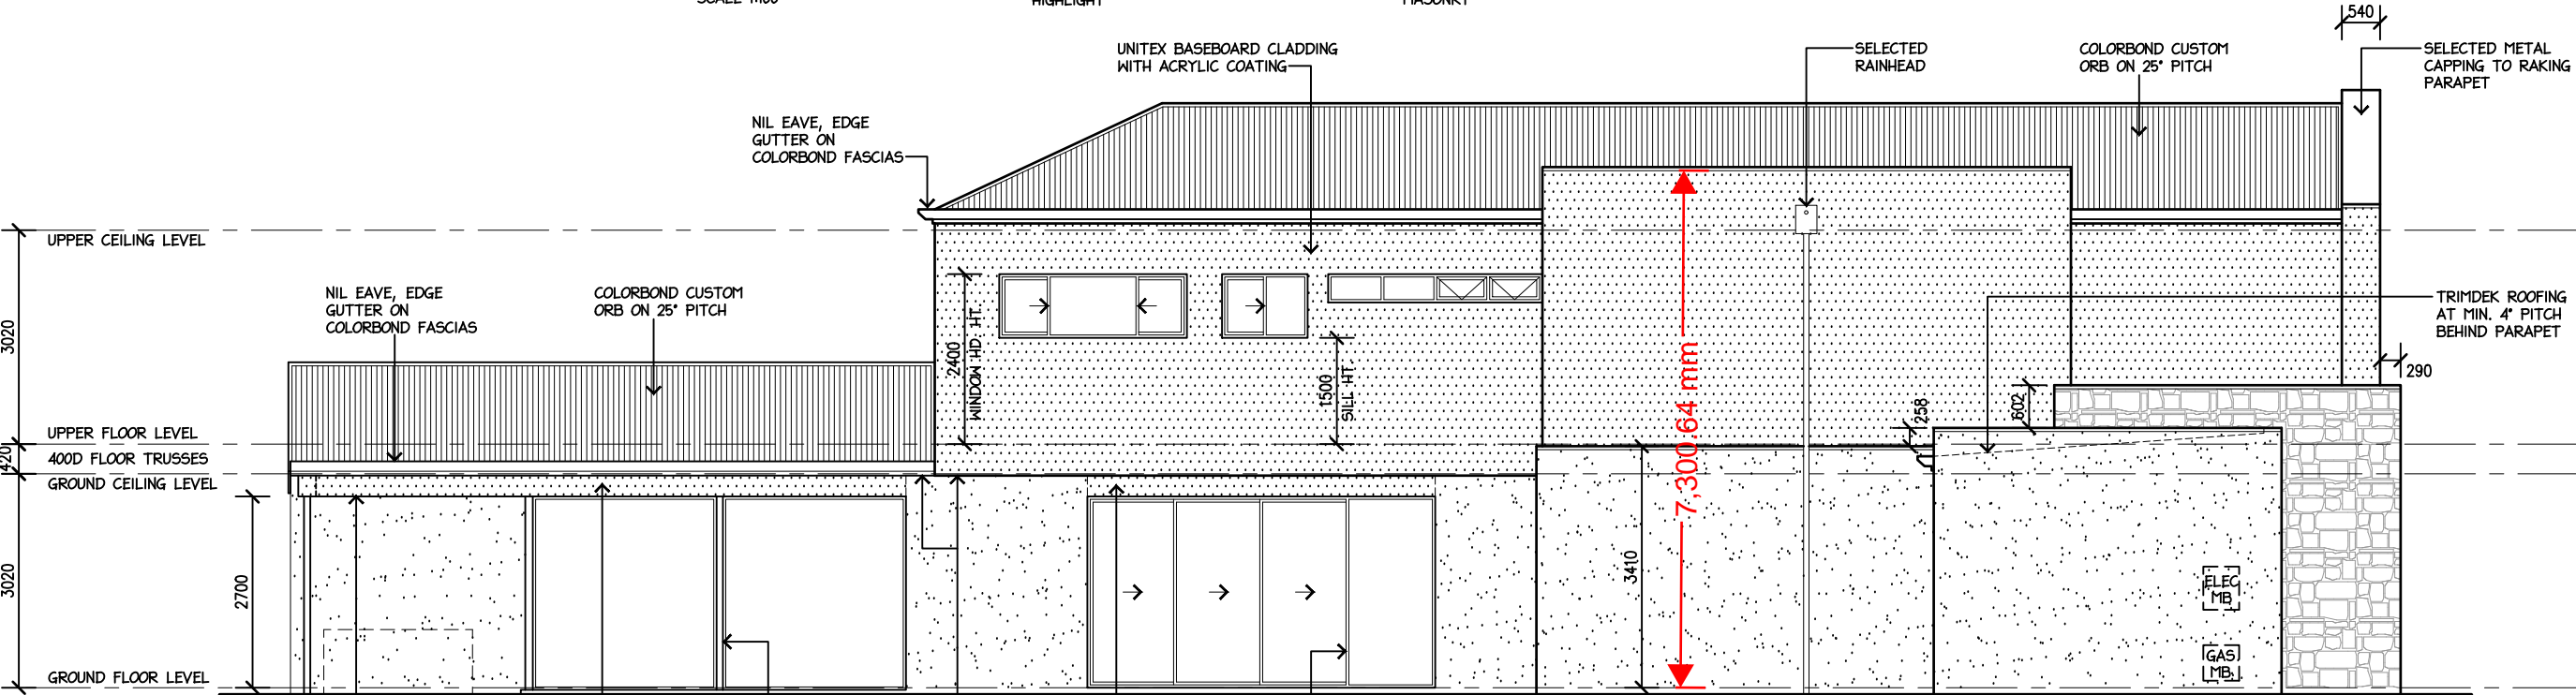 540
UNITEX BASEBOARD CLADDING
WITH ACRYLIC COATING
SELECTED
RAINHEAD
COLORBOND CUSTOM
ORB ON 25° PITCH
SELECTED METAL
CAPPING TO RAKING
PARAPET
NIL EAVE, EDGE
GUTTER ON
COLORBOND FASCIAS
UPPER CEILING LEVEL
NIL EAVE, EDGE
GUTTER ON
COLORBOND FASCIAS
COLORBOND CUSTOM
ORB ON 25° PITCH
TRIMDEK ROOFING
AT MIN. 4° PITCH
BEHIND PARAPET
3020
2400
WINDOW HD. HT.
1500
SILL HT.
7,300.64 mm
258
602
290
UPPER FLOOR LEVEL
420
400D FLOOR TRUSSES
GROUND CEILING LEVEL
3020
2700
3410
ELEC
MB
GAS
MB
GROUND FLOOR LEVEL